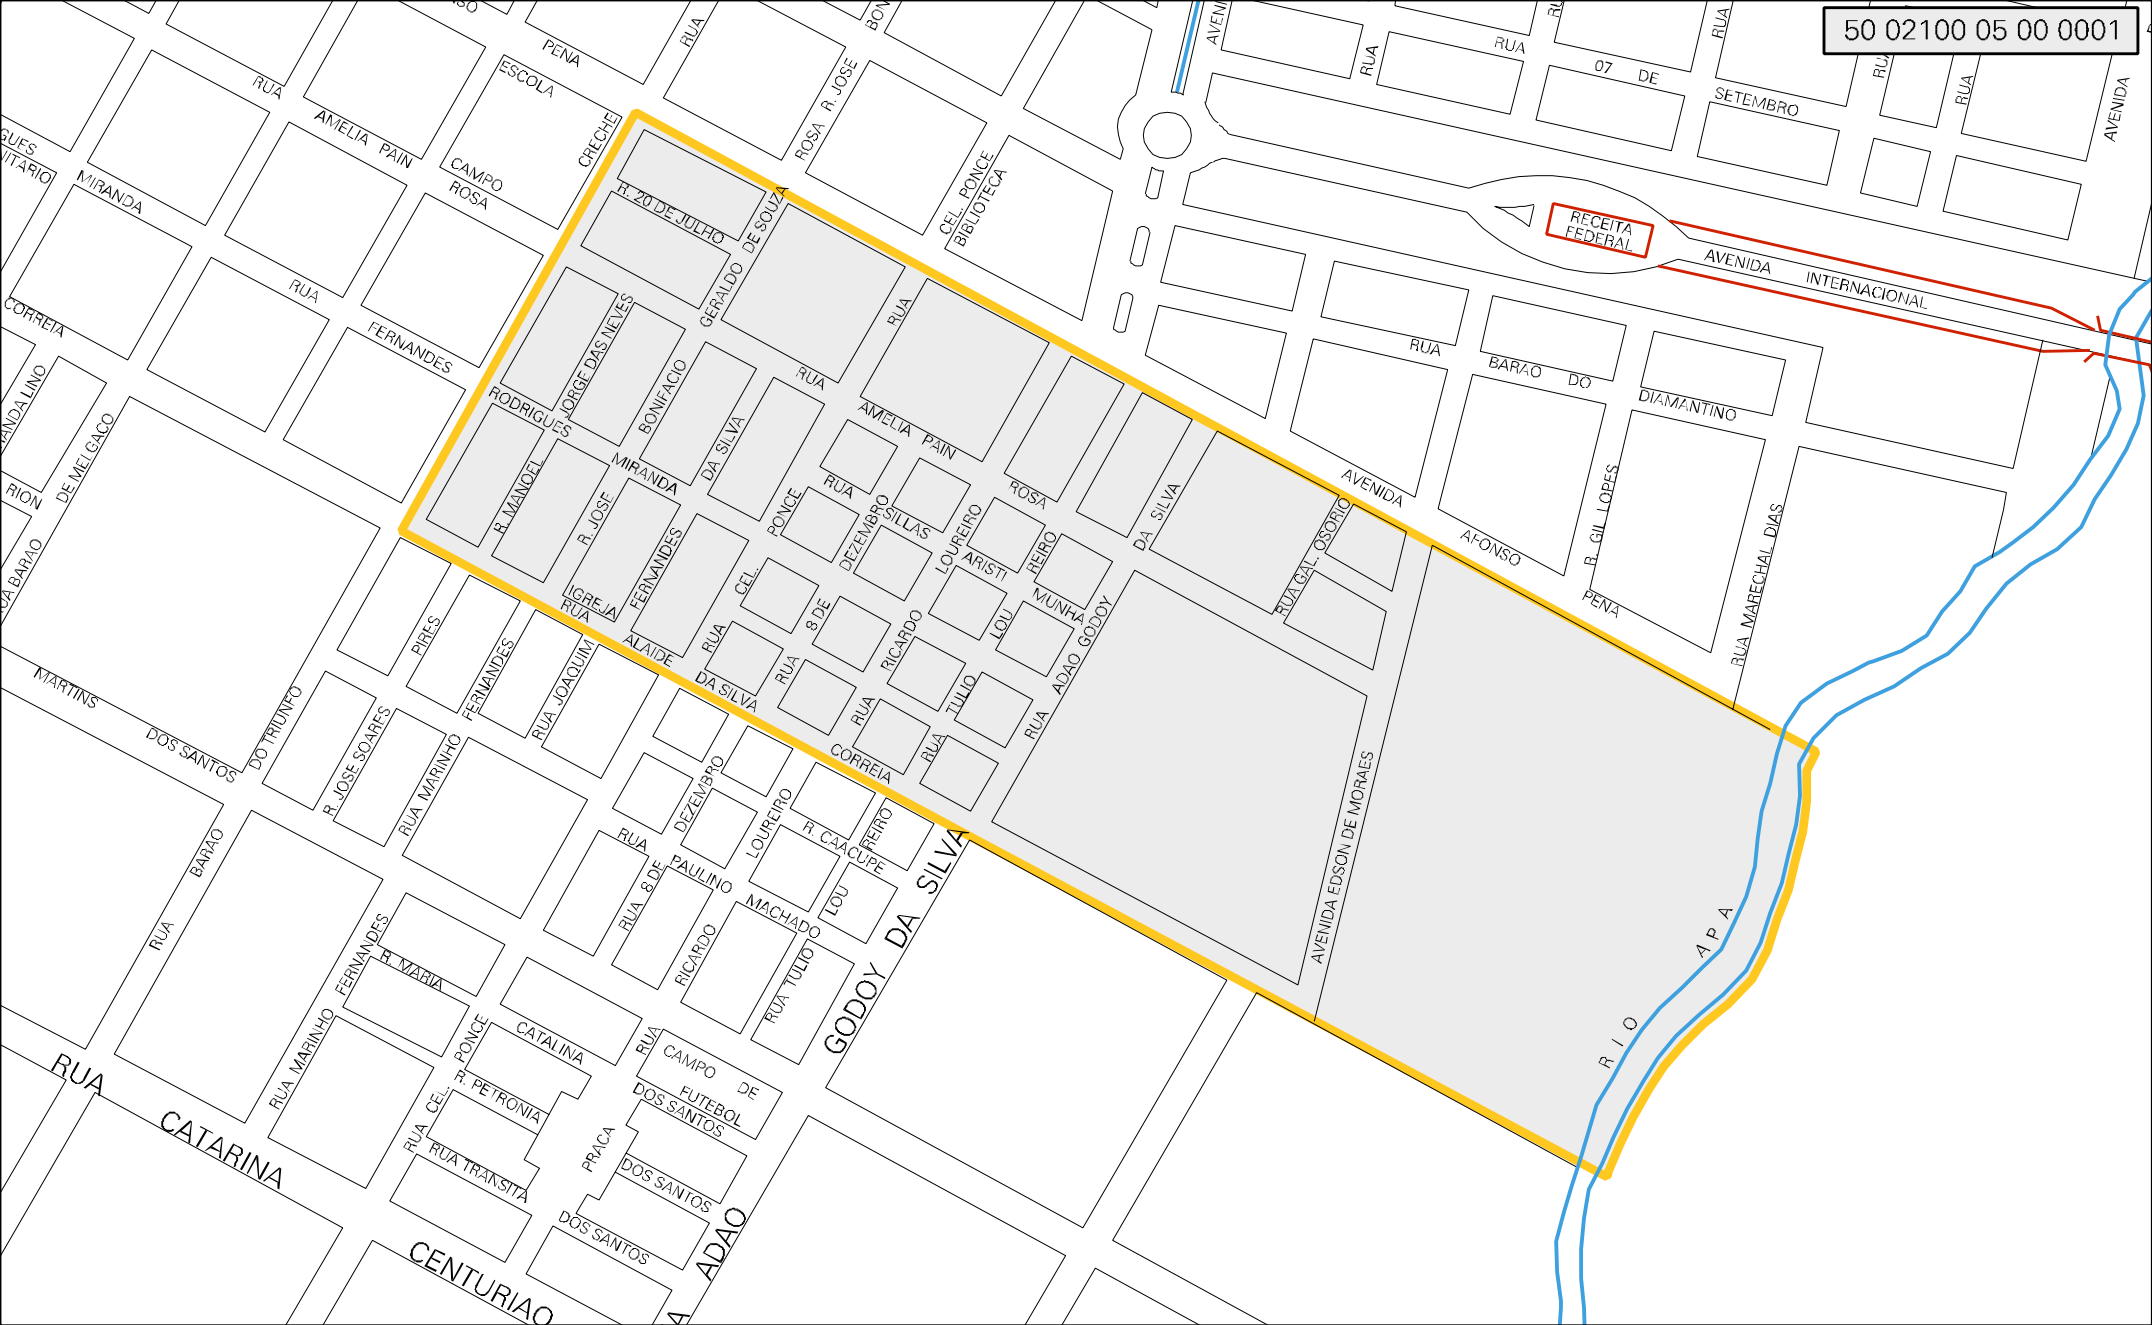 50 02100 05 00 0001
PENA
RUA
ESCOLA
RUA
AMELIA PAIN
CAMPO
ROSA
CRECHE
ROSA R. JOSE
CEL. PONCE
BIBLIOTECA
RUA
RUA
07 DE
SETEMBRO
RUA
RUA
AVENIDA
RECEITA
FEDERAL
AVENIDA INTERNACIONAL
MIRANDA
CORREIA
RUA
FERNANDES
R. 20 DE JULHO
GERALDO DE SOUZA
RUA
RUA
AMELIA PAIN
ROSA
JORGE DAS NEVES
BONIFACIO
DA SILVA
RODRIGUES
MIRANDA
R. MANOEL
R. JOSE
FERNANDES
IGREJA
RUA
ALAIDE
DA SILVA
CORREIA
RUA
SILLAS
ARISTI
MUNHA
RUA CEL. PONCE
RUA 8 DE DEZEMBRO
RUA RICARDO LOUREIRO
RUA TULIO LOUREIRO
RUA ADAO GODOY DA SILVA
RUA GAL. OSORIO
AVENIDA EDSON DE MORAES
AVENIDA
AFONSO
PENA
RUA
BARAO DO
DIAMANTINO
R. GIL LOPES
RUA MARECHAL DIAS
RIO APA
RION
DE MELGACO
MARTINS
DOS SANTOS
RUA BARAO DO TRIUNFO
R. JOSE SOARES
PIRES
RUA MARINHO
FERNANDES
RUA JOAQUIM
RUA 8 DE DEZEMBRO
RICARDO LOUREIRO
RUA TULIO LOUREIRO
R. CAACUPE
RUA
PAULINO
MACHADO
RUA MARINHO FERNANDES
R. MARIA
CATALINA
RUA CEL. PONCE
R. PETRONIA
RUA TRANSITA
RUA
CAMPO DE
FUTEBOL
DOS SANTOS
PRACA
DOS SANTOS
DOS SANTOS
RUA
CATARINA
CENTURIAO
ADAO
GODOY DA SILVA